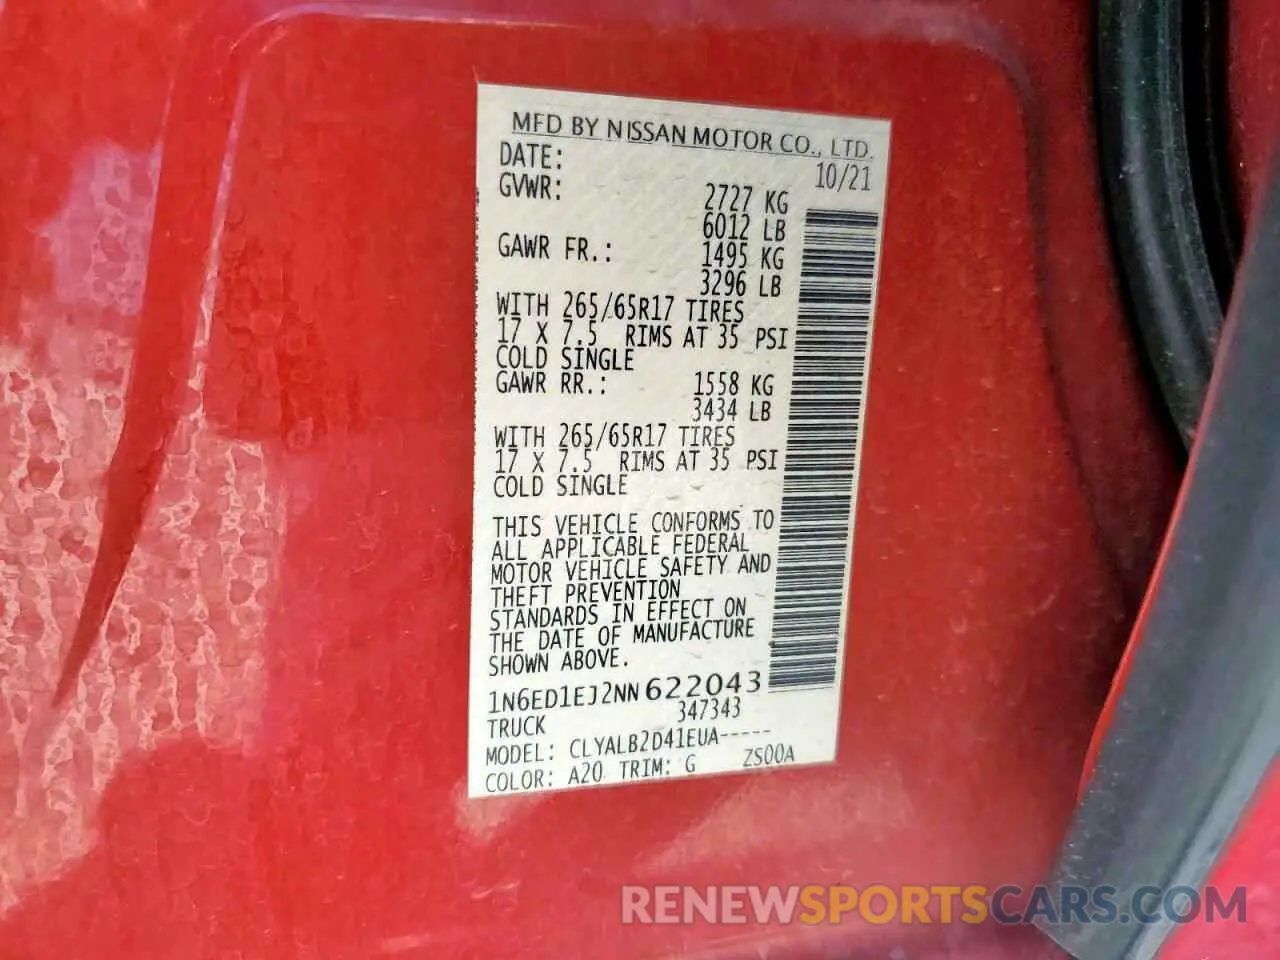 MFD BY NISSAN MOTOR CO., LTD.
DATE: 10/21
GVWR: 2727 KG
6012 LB
GAWR FR.: 1495 KG
3296 LB
WITH 265/65R17 TIRES
17 X 7.5 RIMS AT 35 PSI
COLD SINGLE
GAWR RR.: 1558 KG
3434 LB
WITH 265/65R17 TIRES
17 X 7.5 RIMS AT 35 PSI
COLD SINGLE
THIS VEHICLE CONFORMS TO
ALL APPLICABLE FEDERAL
MOTOR VEHICLE SAFETY AND
THEFT PREVENTION
STANDARDS IN EFFECT ON
THE DATE OF MANUFACTURE
SHOWN ABOVE.
1N6ED1EJ2NN622043
TRUCK 347343
MODEL: CLYALB2D41EUA-----
COLOR: A20 TRIM: G ZS00A
RENEWSPORTSCARS.COM